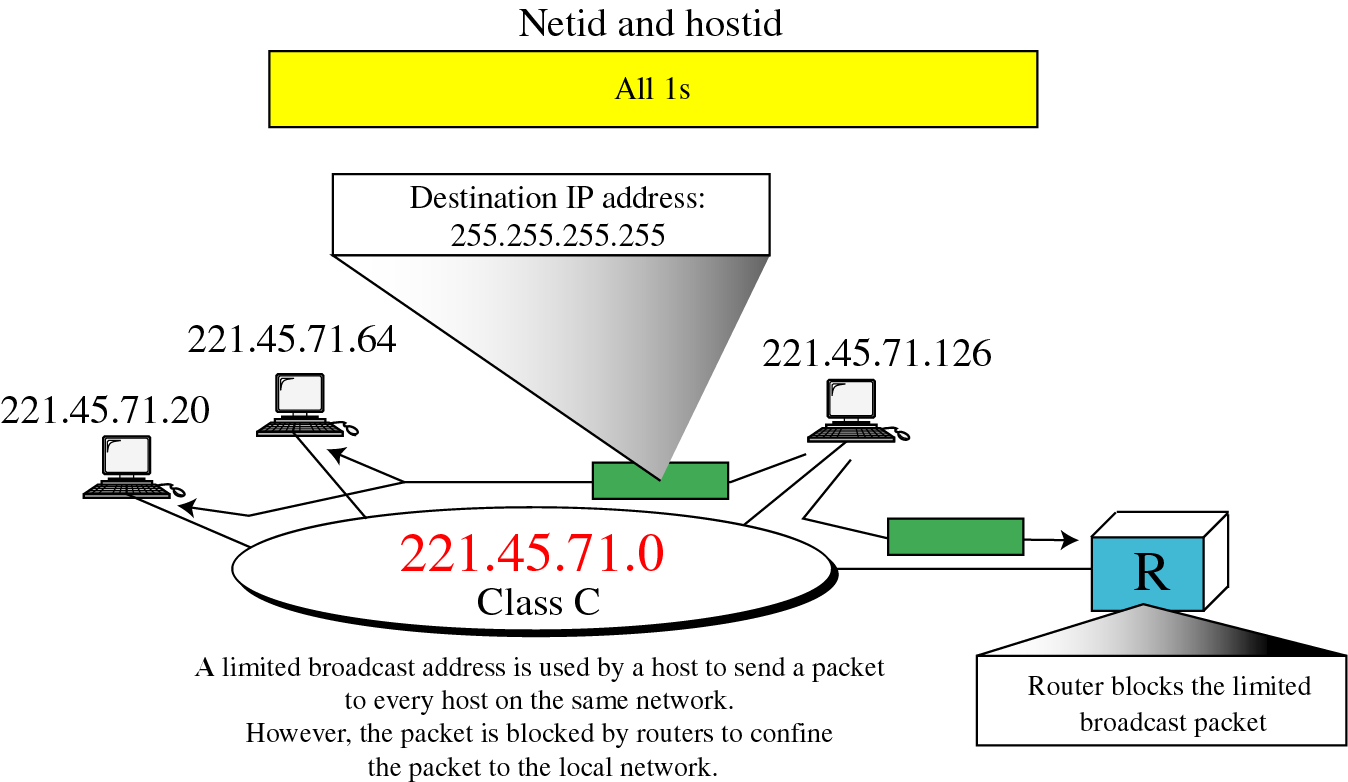 Netid and hostid
All 1s
Destination IP address:
255.255.255.255
221.45.71.64
221.45.71.126
221.45.71.20
221.45.71.0
Class C
R
A limited broadcast address is used by a host to send a packet
to every host on the same network.
However, the packet is blocked by routers to confine
the packet to the local network.
Router blocks the limited
broadcast packet